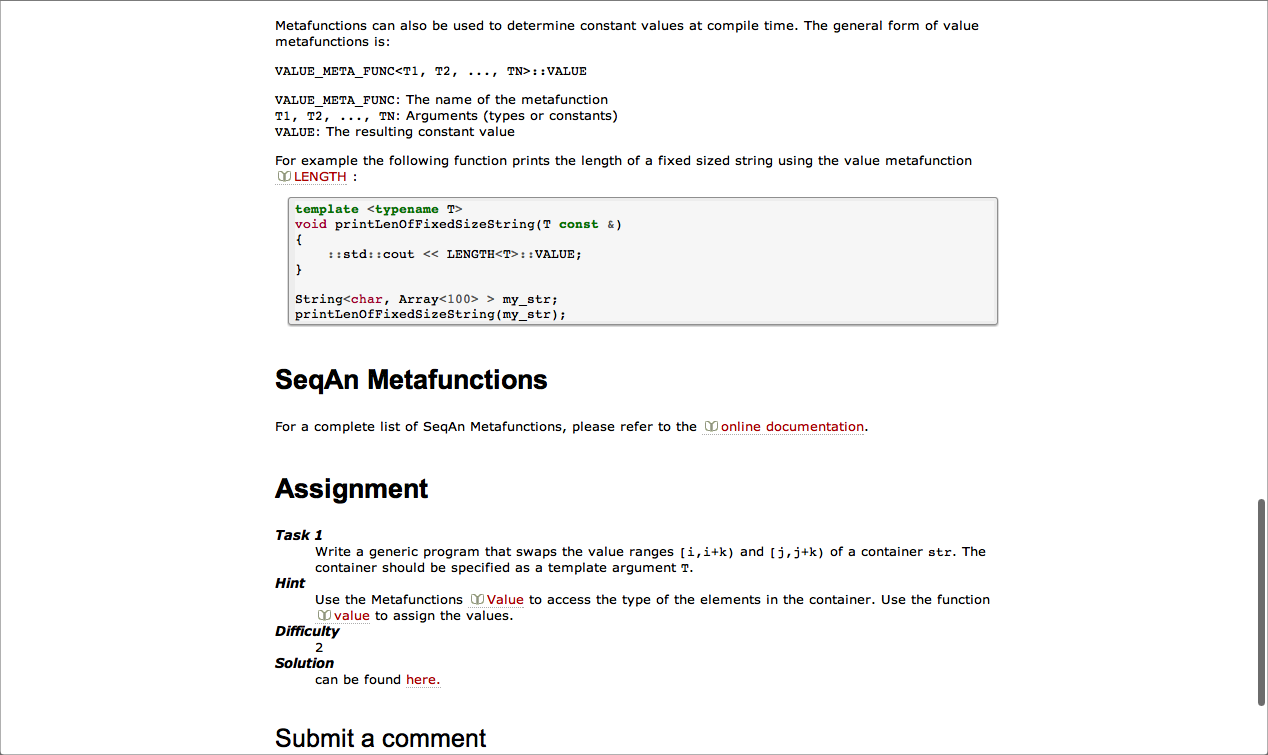 Metafunctions can also be used to determine constant values at compile time. The general form of value
metafunctions is:
VALUE_META_FUNC<T1, T2, ..., TN>::VALUE
VALUE_META_FUNC: The name of the metafunction
T1, T2, ..., TN: Arguments (types or constants)
VALUE: The resulting constant value
For example the following function prints the length of a fixed sized string using the value metafunction
LENGTH :
template <typename T>
void printLenOfFixedSizeString(T const &)
{
    ::std::cout << LENGTH<T>::VALUE;
}
String<char, Array<100> > my_str;
printLenOfFixedSizeString(my_str);
SeqAn Metafunctions
For a complete list of SeqAn Metafunctions, please refer to the online documentation.
Assignment
Task 1
Write a generic program that swaps the value ranges [i,i+k) and [j,j+k) of a container str. The
container should be specified as a template argument T.
Hint
Use the Metafunctions Value to access the type of the elements in the container. Use the function
value to assign the values.
Difficulty
2
Solution
can be found here.
Submit a comment